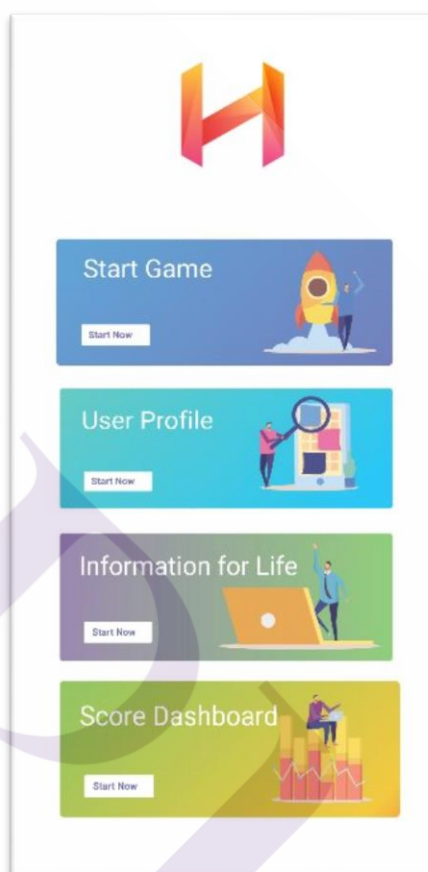 Start Game
Start Now
User Profile
Start Now
Information for Life
Start Now
Score Dashboard
Start Now